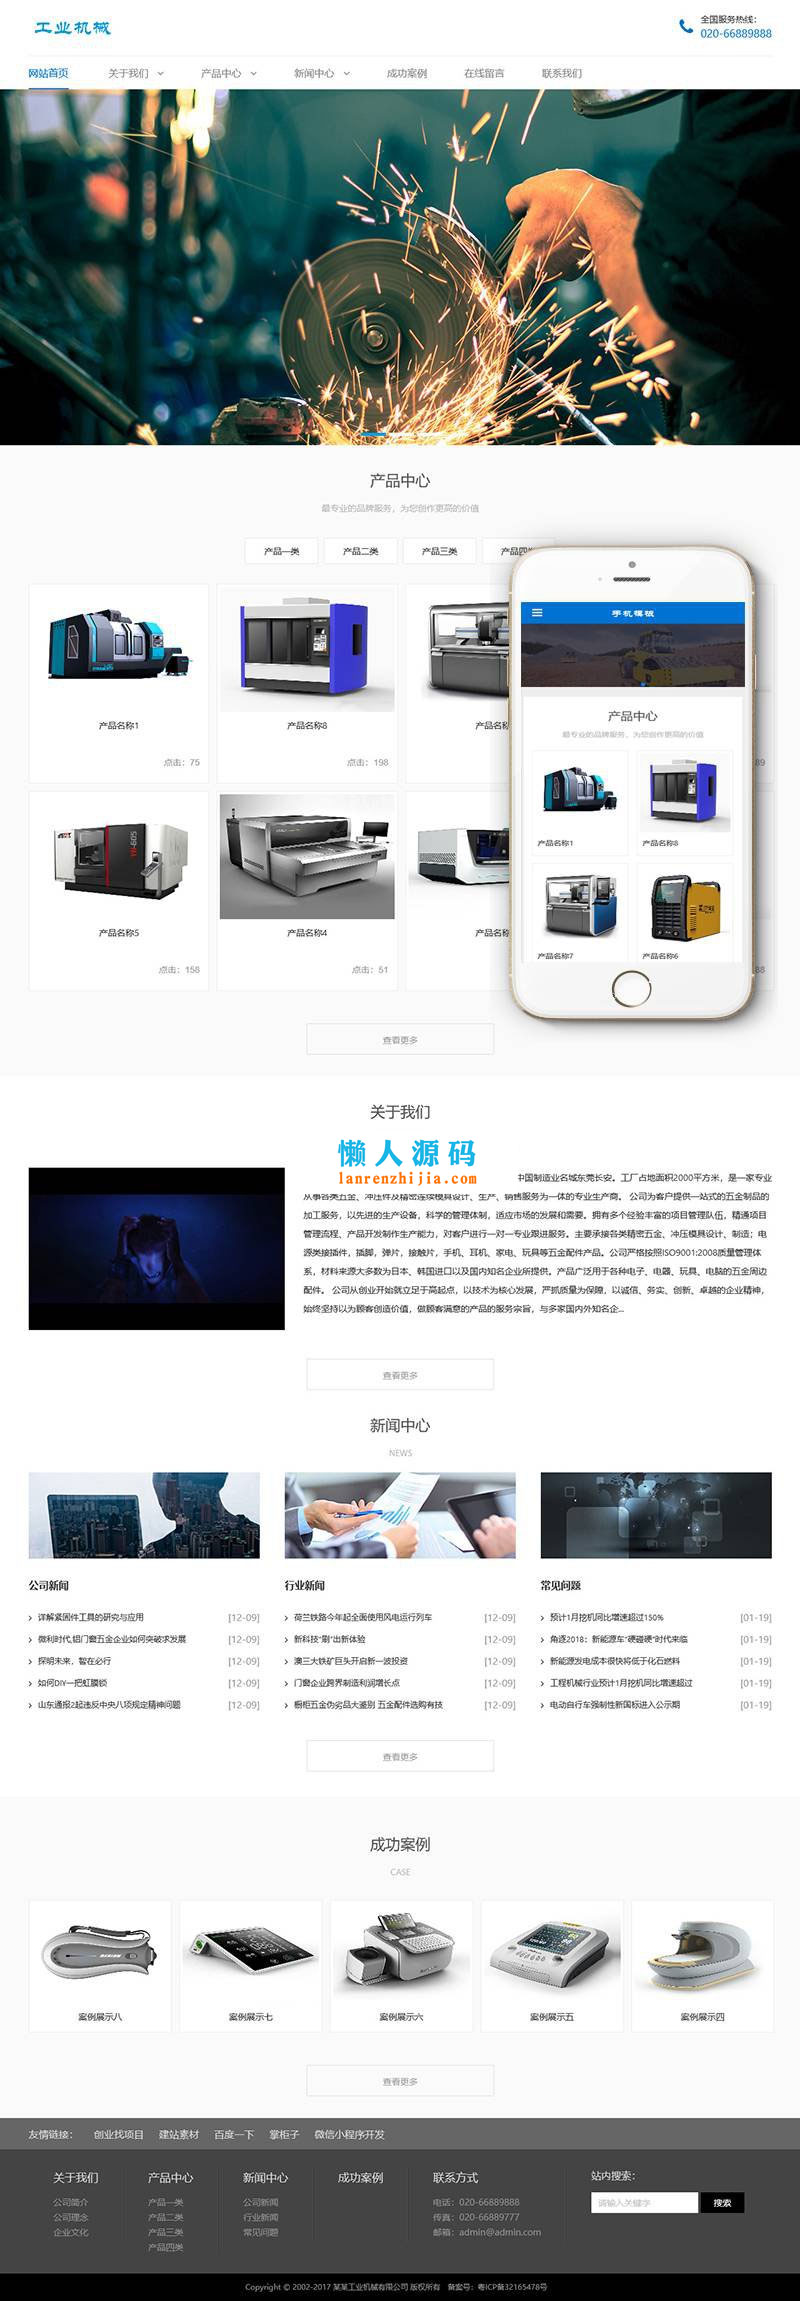 工业机械
全国服务热线：
020-66889888
网站首页 关于我们 产品中心 新闻中心 成功案例 在线留言 联系我们
产品中心
最专业的品牌服务，为您创作更高的价值
产品一类 产品二类 产品三类 产品四类
产品名称1
点击：75
产品名称8
点击：198
产品名称
89
产品名称5
点击：158
产品名称4
点击：51
产品名称
88
手机模板
产品中心
最专业的品牌服务，为您创作更高的价值
产品名称1 产品名称8
产品名称7 产品名称6
查看更多
关于我们
懒人源码
lanrenzhijia.com
中国制造业名城东莞长安。工厂占地面积2000平方米，是一家专业
从事各类五金、冲压件及精密连续模具设计、生产、销售服务为一体的专业生产商。 公司为客户提供一站式的五金制品的
加工服务，以先进的生产设备，科学的管理体制，适应市场的发展和需要。拥有多个经验丰富的项目管理队伍，精通项目
管理流程、产品开发制作生产能力，对客户进行一对一专业跟进服务。主要承接各类精密五金、冲压模具设计、制造；电
源类接插件，插脚，弹片，接触片，手机、耳机、家电、玩具等五金配件产品。公司严格按照ISO9001:2008质量管理体
系，材料来源大多数为日本、韩国进口以及国内知名企业所提供。产品广泛用于各种电子、电器、玩具、电脑的五金周边
配件。 公司从创业开始就立足于高起点，以技术为核心发展，严抓质量为保障，以诚信、务实、创新、卓越的企业精神，
始终坚持以为顾客创造价值，做顾客满意的产品的服务宗旨，与多家国内外知名企...
查看更多
新闻中心
NEWS
公司新闻
详解紧固件工具的研究与应用 [12-09]
微利时代,铝门窗五金企业如何突破求发展 [12-09]
探明未来，智在必行 [12-09]
如何DIY一把虹膜锁 [12-09]
山东通报2起违反中央八项规定精神问题 [12-09]
行业新闻
荷兰铁路今年起全面使用风电运行列车 [12-09]
新科技“刷”出新体验 [12-09]
澳三大铁矿巨头开启新一波投资 [12-09]
门窗企业跨界制造利润增长点 [12-09]
橱柜五金伪劣品大鉴别 五金配件选购有技 [12-09]
常见问题
预计1月挖机同比增速超过150% [01-19]
角逐2018：新能源车“硬碰硬”时代来临 [01-19]
新能源发电成本很快将低于化石燃料 [01-19]
工程机械行业预计1月挖机同比增速超过 [01-19]
电动自行车强制性新国标进入公示期 [01-19]
查看更多
成功案例
CASE
案例展示八 案例展示七 案例展示六 案例展示五 案例展示四
查看更多
友情链接： 创业找项目 建站素材 百度一下 掌柜子 微信小程序开发
关于我们
公司简介
公司理念
企业文化
产品中心
产品一类
产品二类
产品三类
产品四类
新闻中心
公司新闻
行业新闻
常见问题
成功案例
联系方式
电话：020-66889888
传真：020-66889777
邮箱：admin@admin.com
站内搜索：
请输入关键字 搜索
Copyright © 2002-2017 某某工业机械有限公司 版权所有 备案号：粤ICP备32165478号